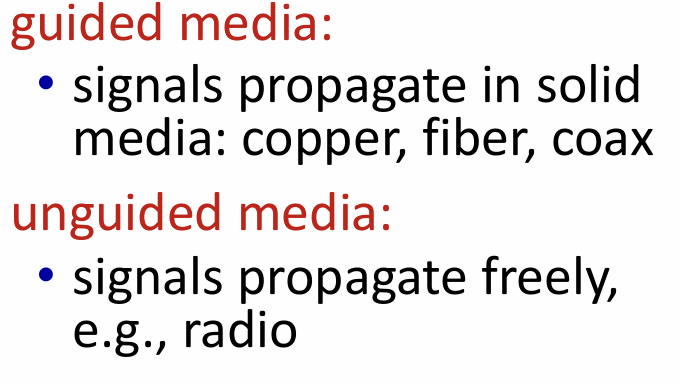 guided media:
• signals propagate in solid
media: copper, fiber, coax
unguided media:
• signals propagate freely,
e.g., radio